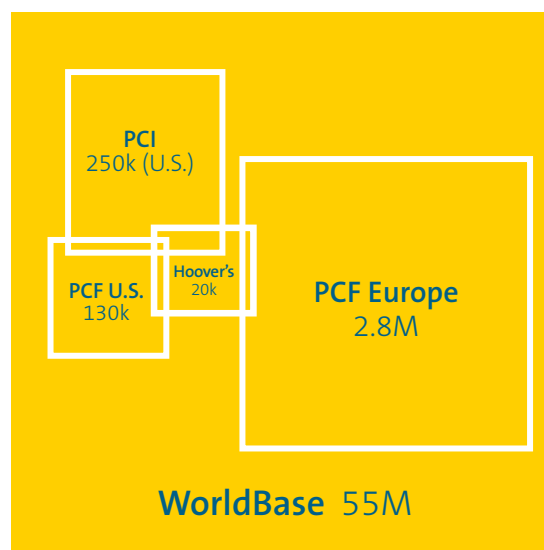 PCI
250k (U.S.)
Hoover's
20k
PCF U.S.
130k
PCF Europe
2.8M
WorldBase 55M